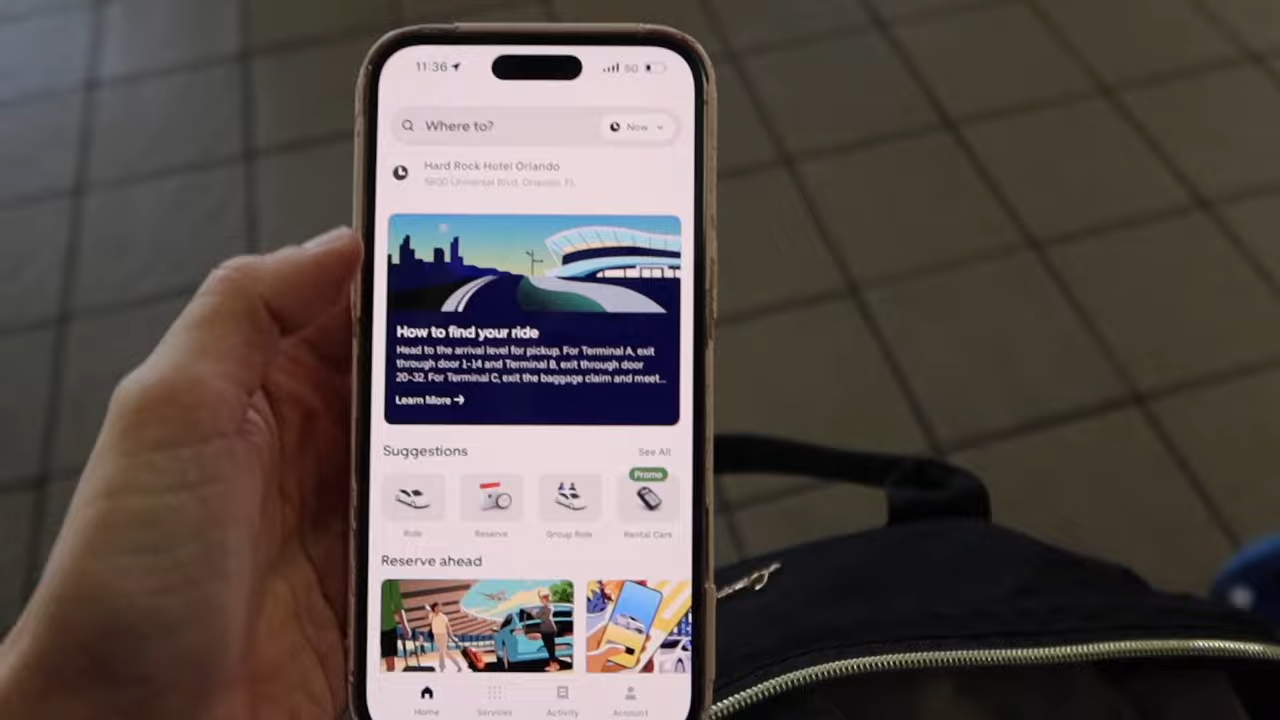 11:36
5G
Where to?
Now
Hard Rock Hotel Orlando
5800 Universal Blvd, Orlando, FL
How to find your ride
Head to the arrival level for pickup. For Terminal A, exit
through door 1-14 and Terminal B, exit through door
20-32. For Terminal C, exit the baggage claim and meet...
Learn More →
Suggestions
See All
Promo
Ride
Reserve
Group Ride
Rental Cars
Reserve ahead
Home
Services
Activity
Account